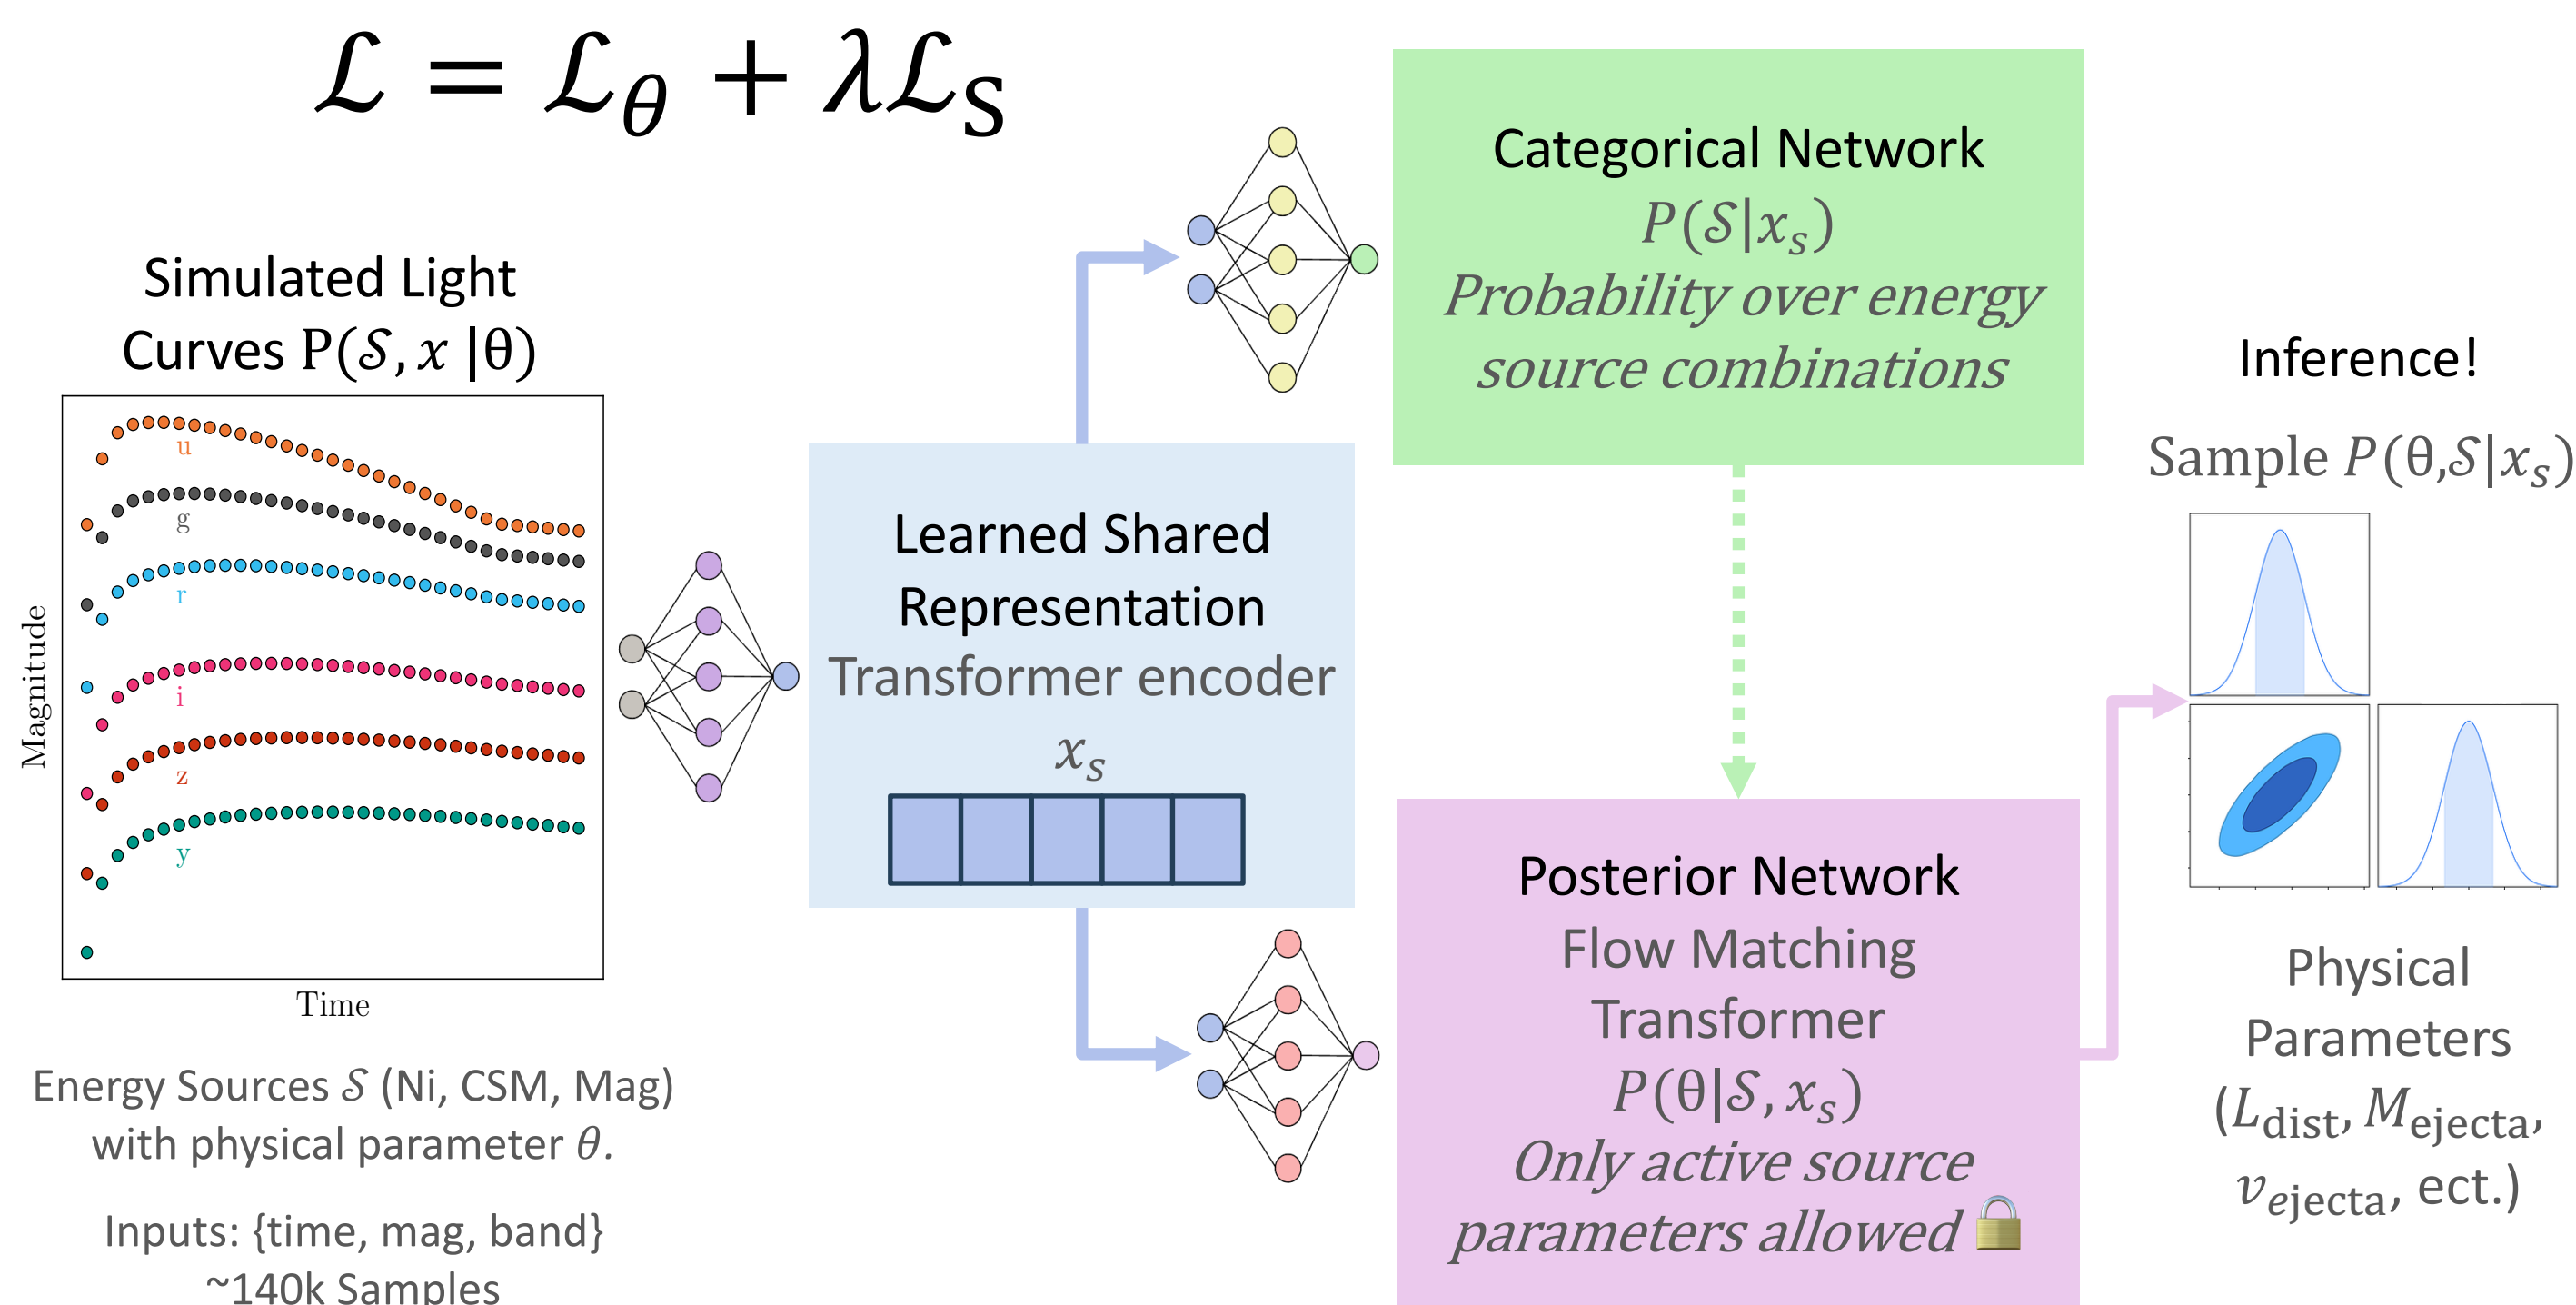 ℒ = ℒ_θ + λℒ_S
Simulated Light
Curves P(𝒮, x |θ)
Magnitude
u
g
r
i
z
y
Time
Energy Sources 𝒮 (Ni, CSM, Mag)
with physical parameter θ.
Inputs: {time, mag, band}
~140k Samples
Learned Shared
Representation
Transformer encoder
x_s
Categorical Network
P(𝒮|x_s)
Probability over energy
source combinations
Posterior Network
Flow Matching
Transformer
P(θ|𝒮, x_s)
Only active source
parameters allowed
Inference!
Sample P(θ,𝒮|x_s)
Physical
Parameters
(L_dist, M_ejecta,
v_ejecta, ect.)